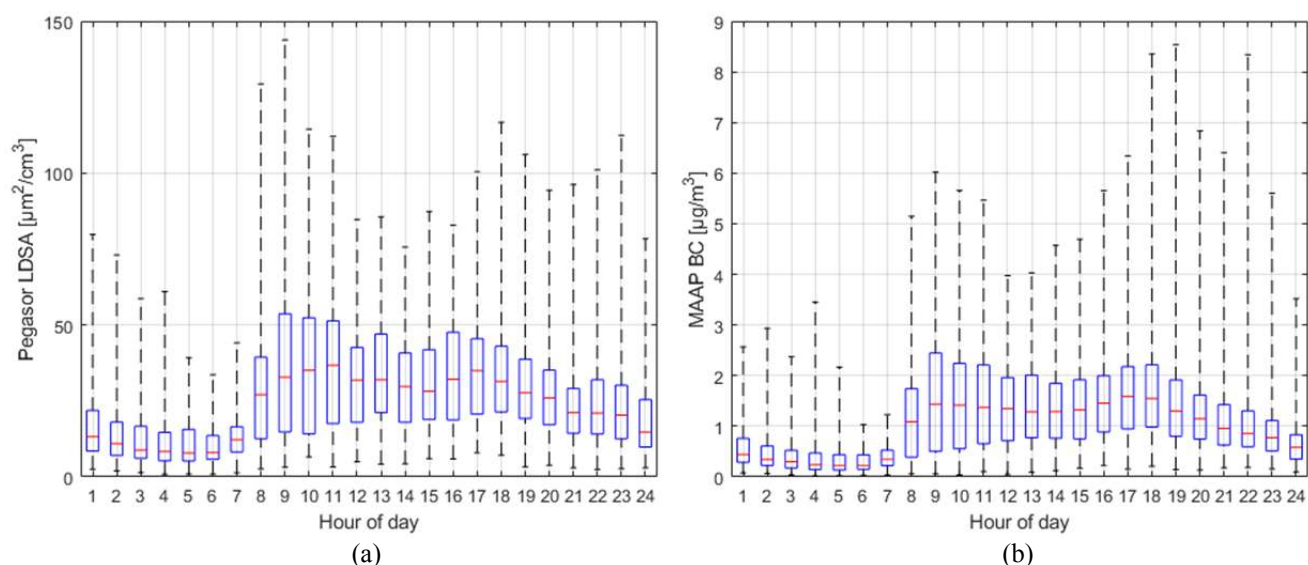 150
100
50
0
Pegasor LDSA [µm²/cm³]
1 2 3 4 5 6 7 8 9 10 11 12 13 14 15 16 17 18 19 20 21 22 23 24
Hour of day
(a)
9
8
7
6
5
4
3
2
1
0
MAAP BC [µg/m³]
1 2 3 4 5 6 7 8 9 10 11 12 13 14 15 16 17 18 19 20 21 22 23 24
Hour of day
(b)